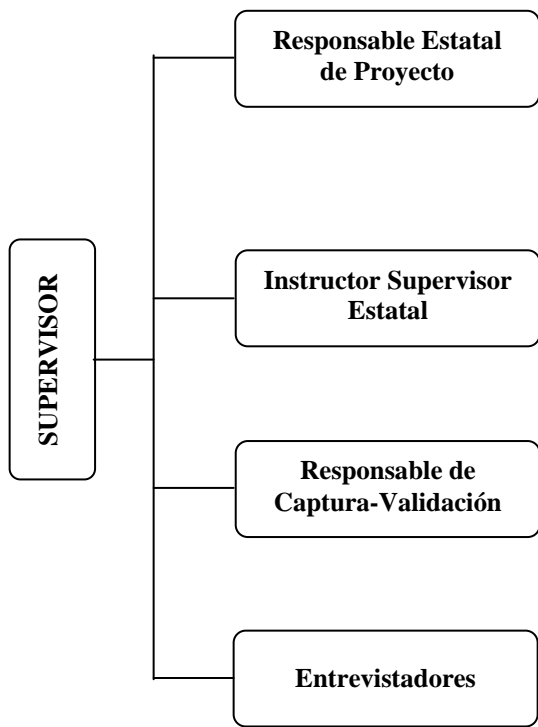 Responsable Estatal
de Proyecto
SUPERVISOR
Instructor Supervisor
Estatal
Responsable de
Captura-Validación
Entrevistadores